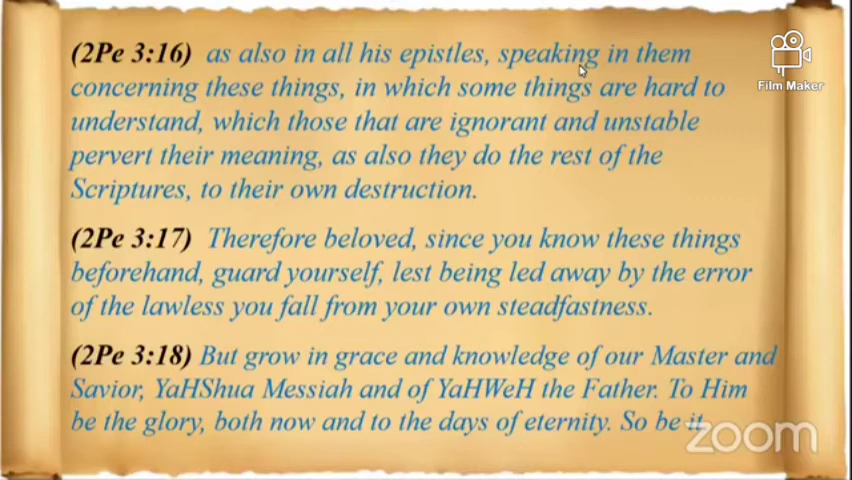 (2Pe 3:16) as also in all his epistles, speaking in them
concerning these things, in which some things are hard to
understand, which those that are ignorant and unstable
pervert their meaning, as also they do the rest of the
Scriptures, to their own destruction.
(2Pe 3:17) Therefore beloved, since you know these things
beforehand, guard yourself, lest being led away by the error
of the lawless you fall from your own steadfastness.
(2Pe 3:18) But grow in grace and knowledge of our Master and
Savior, YaHShua Messiah and of YaHWeH the Father. To Him
be the glory, both now and to the days of eternity. So be it
Film Maker
zoom